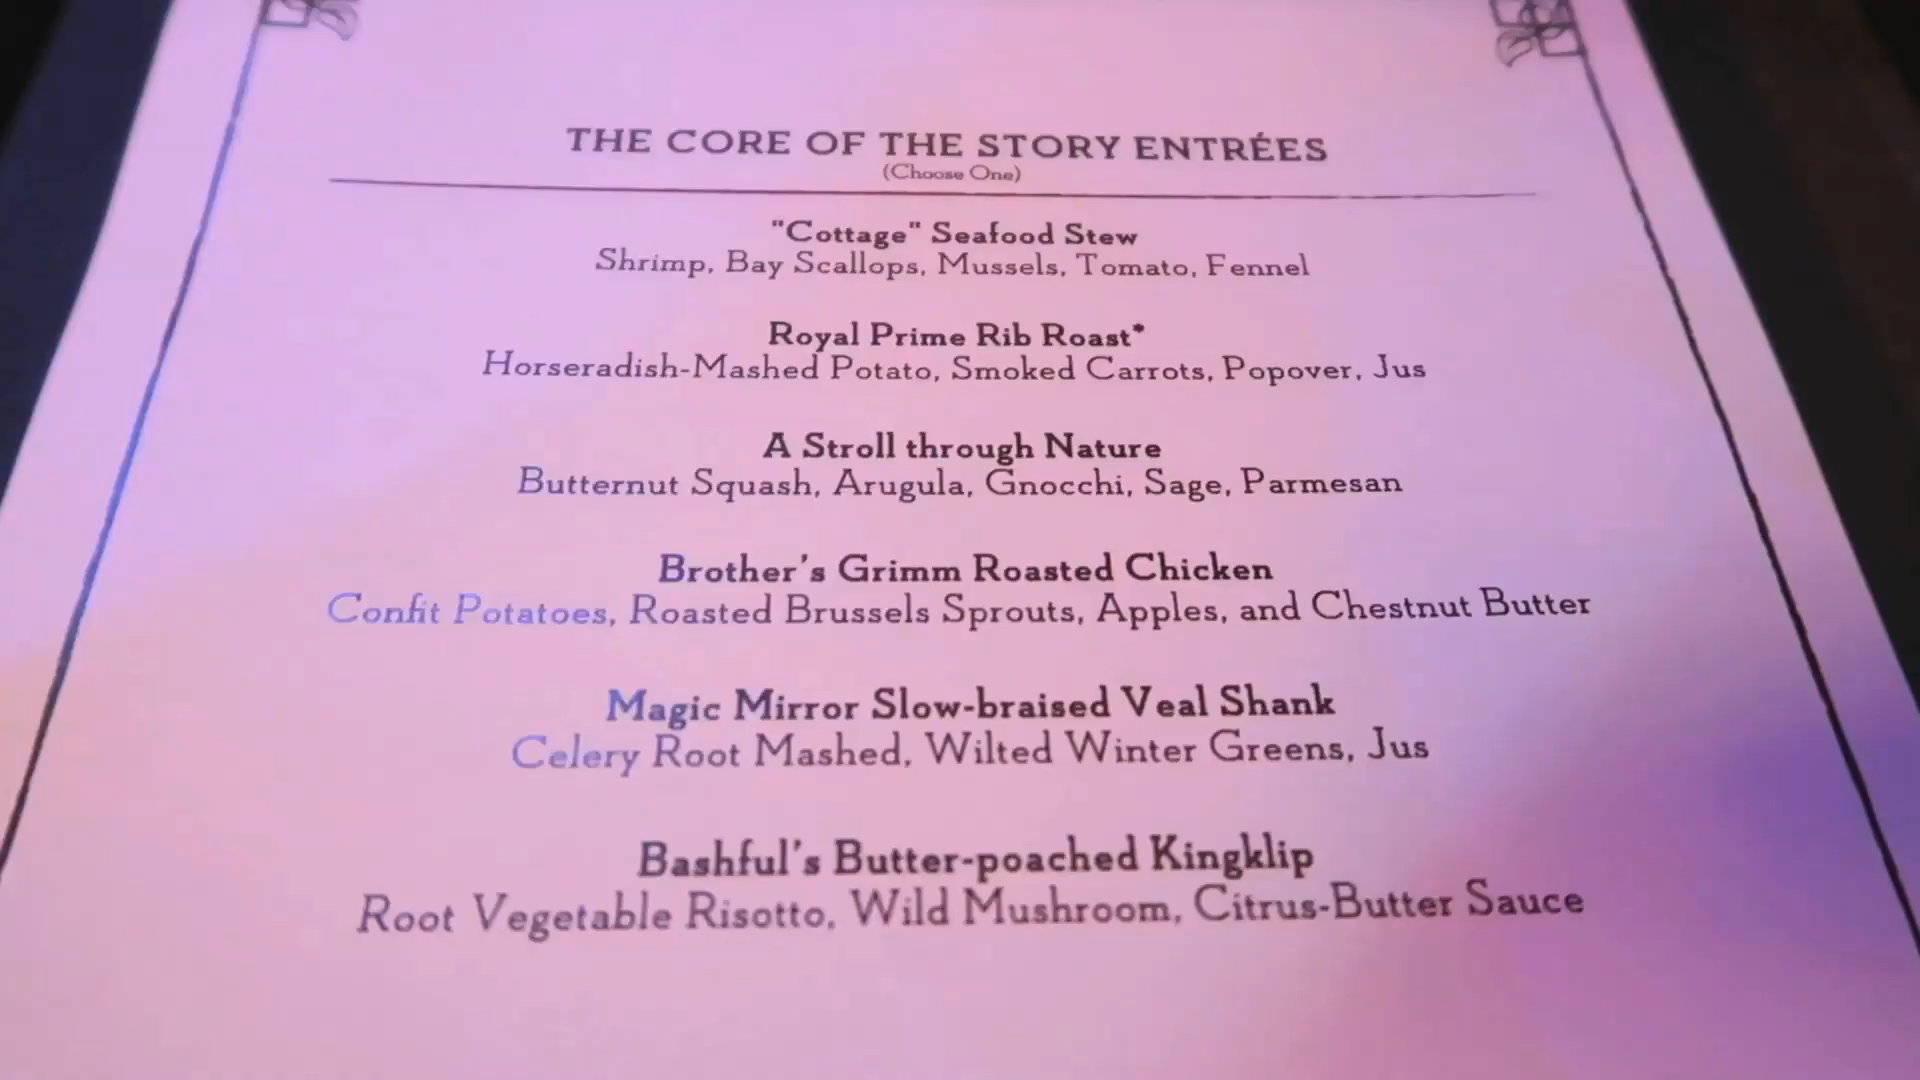 THE CORE OF THE STORY ENTRÉES
(Choose One)
"Cottage" Seafood Stew
Shrimp, Bay Scallops, Mussels, Tomato, Fennel
Royal Prime Rib Roast*
Horseradish-Mashed Potato, Smoked Carrots, Popover, Jus
A Stroll through Nature
Butternut Squash, Arugula, Gnocchi, Sage, Parmesan
Brother's Grimm Roasted Chicken
Confit Potatoes, Roasted Brussels Sprouts, Apples, and Chestnut Butter
Magic Mirror Slow-braised Veal Shank
Celery Root Mashed, Wilted Winter Greens, Jus
Bashful's Butter-poached Kingklip
Root Vegetable Risotto, Wild Mushroom, Citrus-Butter Sauce